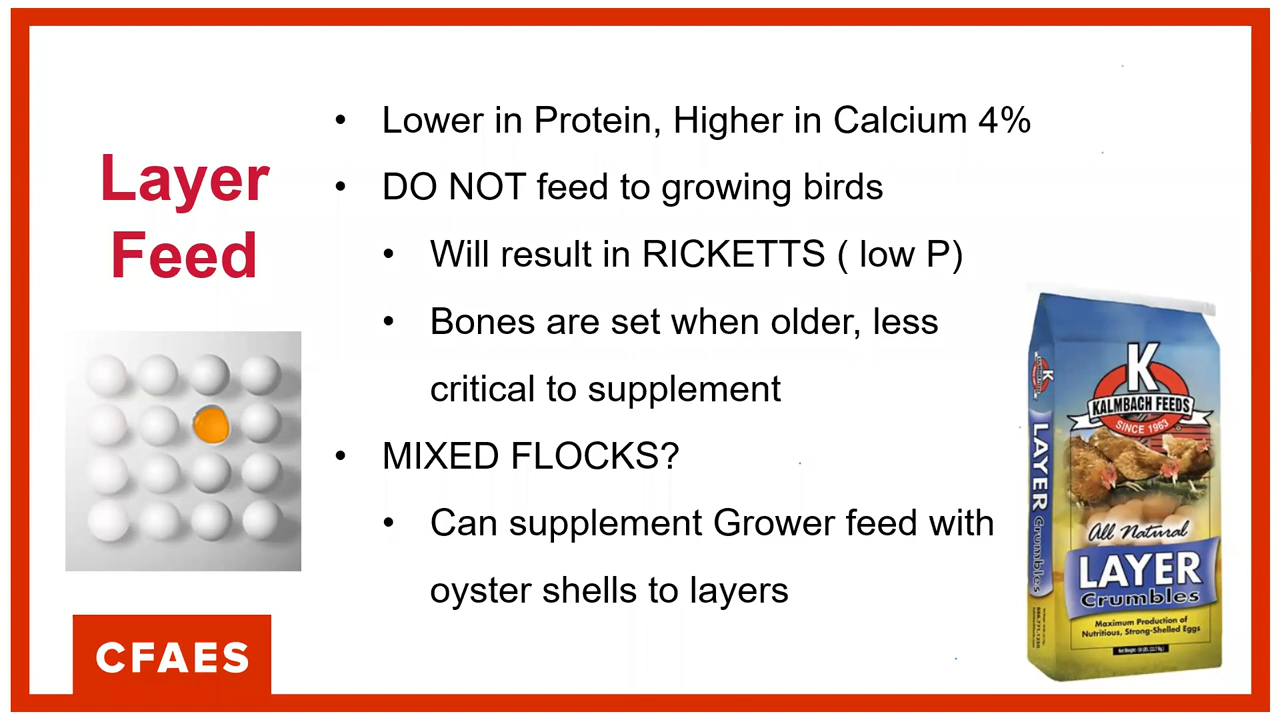 Layer
Feed
• Lower in Protein, Higher in Calcium 4%
• DO NOT feed to growing birds
• Will result in RICKETTS ( low P)
• Bones are set when older, less
critical to supplement
• MIXED FLOCKS?
• Can supplement Grower feed with
oyster shells to layers
CFAES
K
KALMBACH FEEDS
SINCE 1963
All Natural
LAYER
Crumbles
Maximum Production of
Nutritious, Strong-Shelled Eggs
K
LAYER Crumbles